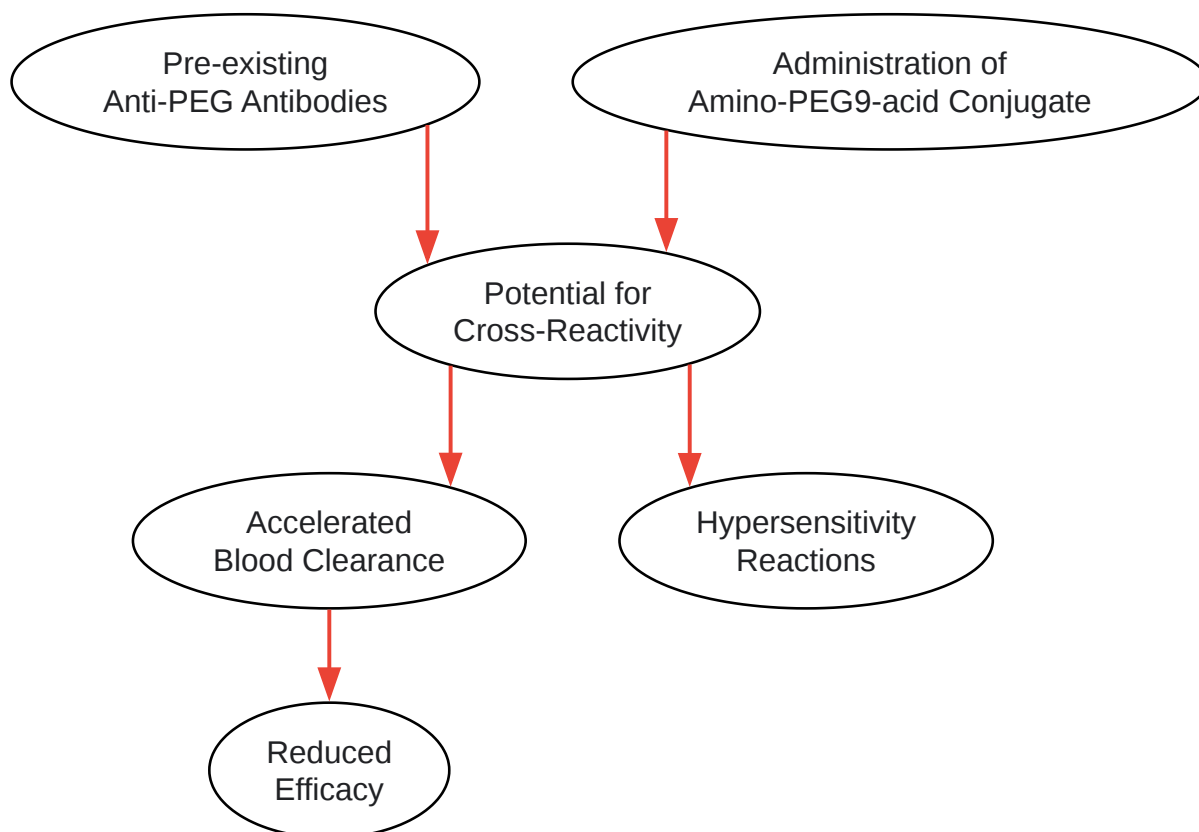 Pre-existing
Anti-PEG Antibodies
Administration of
Amino-PEG9-acid Conjugate
Potential for
Cross-Reactivity
Accelerated
Blood Clearance
Hypersensitivity
Reactions
Reduced
Efficacy